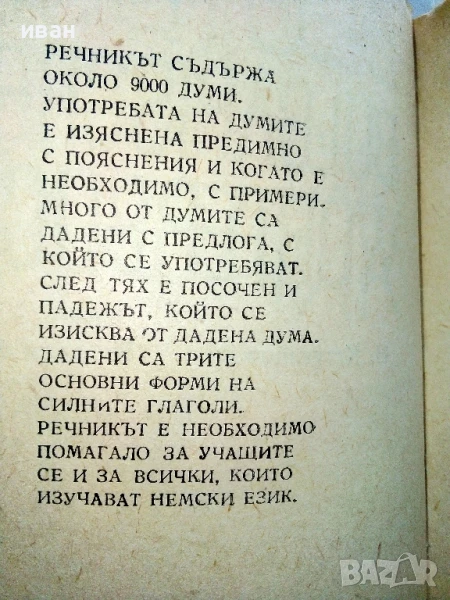 иван
РЕЧНИКЪТ СЪДЪРЖА
ОКОЛО 9000 ДУМИ.
УПОТРЕБАТА НА ДУМИТЕ
Е ИЗЯСНЕНА ПРЕДИМНО
С ПОЯСНЕНИЯ И КОГАТО Е
НЕОБХОДИМО, С ПРИМЕРИ.
МНОГО ОТ ДУМИТЕ СА
ДАДЕНИ С ПРЕДЛОГА, С
КОЙТО СЕ УПОТРЕБЯВАТ.
СЛЕД ТЯХ Е ПОСОЧЕН И
ПАДЕЖЪТ, КОЙТО СЕ
ИЗИСКВА ОТ ДАДЕНА ДУМА.
ДАДЕНИ СА ТРИТЕ
ОСНОВНИ ФОРМИ НА
СИЛНиТЕ ГЛАГОЛИ.
РЕЧНИКЪТ Е НЕОБХОДИМО
ПОМАГАЛО ЗА УЧАЩИТЕ
СЕ И ЗА ВСИЧКИ, КОИТО
ИЗУЧАВАТ НЕМСКИ ЕЗИК.
BAZAR